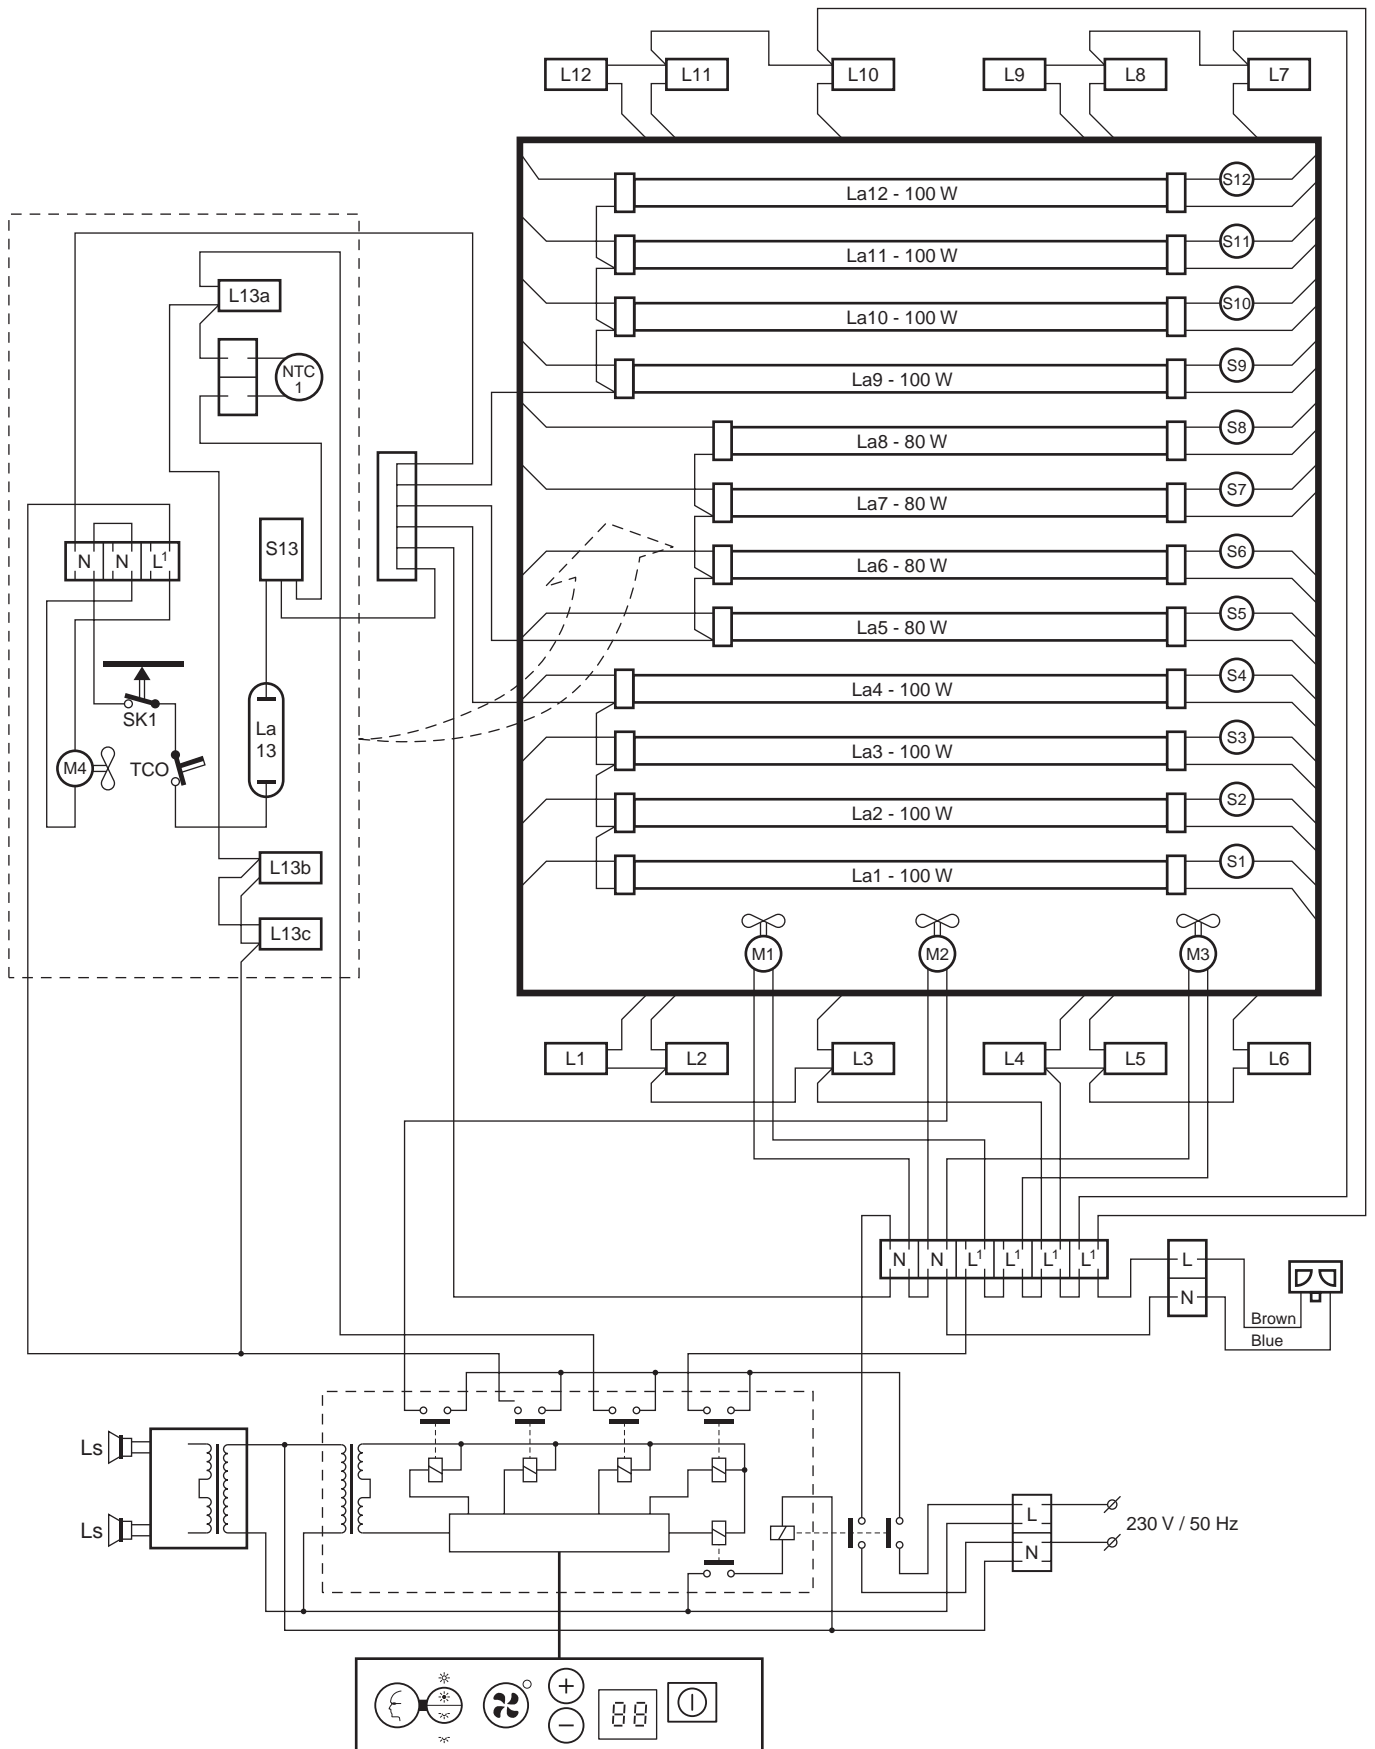 L12 L11 L10 L9 L8 L7
La12 - 100 W S12
La11 - 100 W S11
L13a
La10 - 100 W S10
NTC
1
La9 - 100 W S9
La8 - 80 W S8
La7 - 80 W S7
S13
N N L1
La6 - 80 W S6
La5 - 80 W S5
La4 - 100 W S4
SK1
La
13
La3 - 100 W S3
M4 TCO
La2 - 100 W S2
L13b
La1 - 100 W S1
L13c
M1 M2 M3
L1 L2 L3 L4 L5 L6
N N L1 L1 L1 L1
L
N
Brown
Blue
Ls
Ls
L
N
230 V / 50 Hz
+
−
88